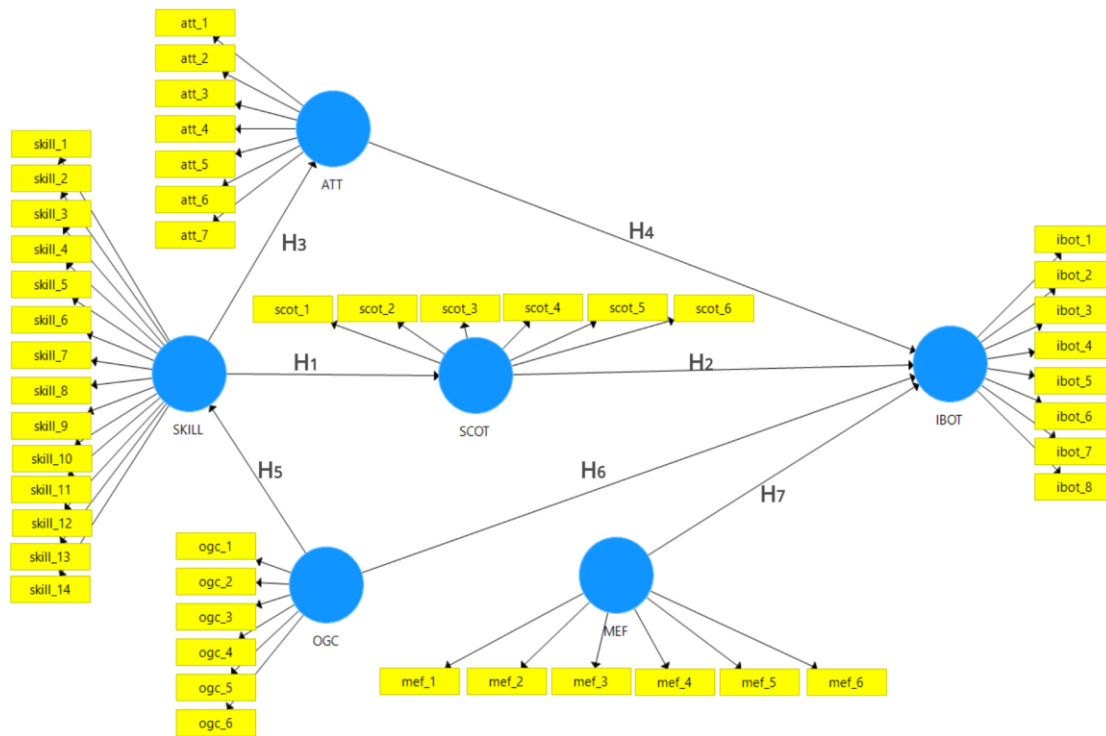 att_1
att_2
att_3
att_4
att_5
att_6
att_7
ATT
skill_1
skill_2
skill_3
skill_4
skill_5
skill_6
skill_7
skill_8
skill_9
skill_10
skill_11
skill_12
skill_13
skill_14
SKILL
H3
H4
scot_1
scot_2
scot_3
scot_4
scot_5
scot_6
H1
SCOT
H2
ibot_1
ibot_2
ibot_3
ibot_4
ibot_5
ibot_6
ibot_7
ibot_8
IBOT
H5
H6
H7
ogc_1
ogc_2
ogc_3
ogc_4
ogc_5
ogc_6
OGC
MEF
mef_1
mef_2
mef_3
mef_4
mef_5
mef_6